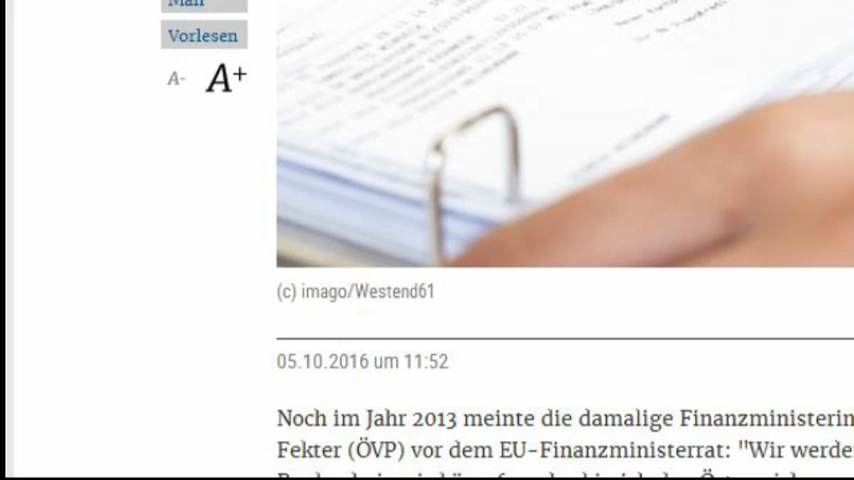 Mail
Vorlesen
A- A+
(c) imago/Westend61
05.10.2016 um 11:52
Noch im Jahr 2013 meinte die damalige Finanzministerin
Fekter (ÖVP) vor dem EU-Finanzministerrat: "Wir werde